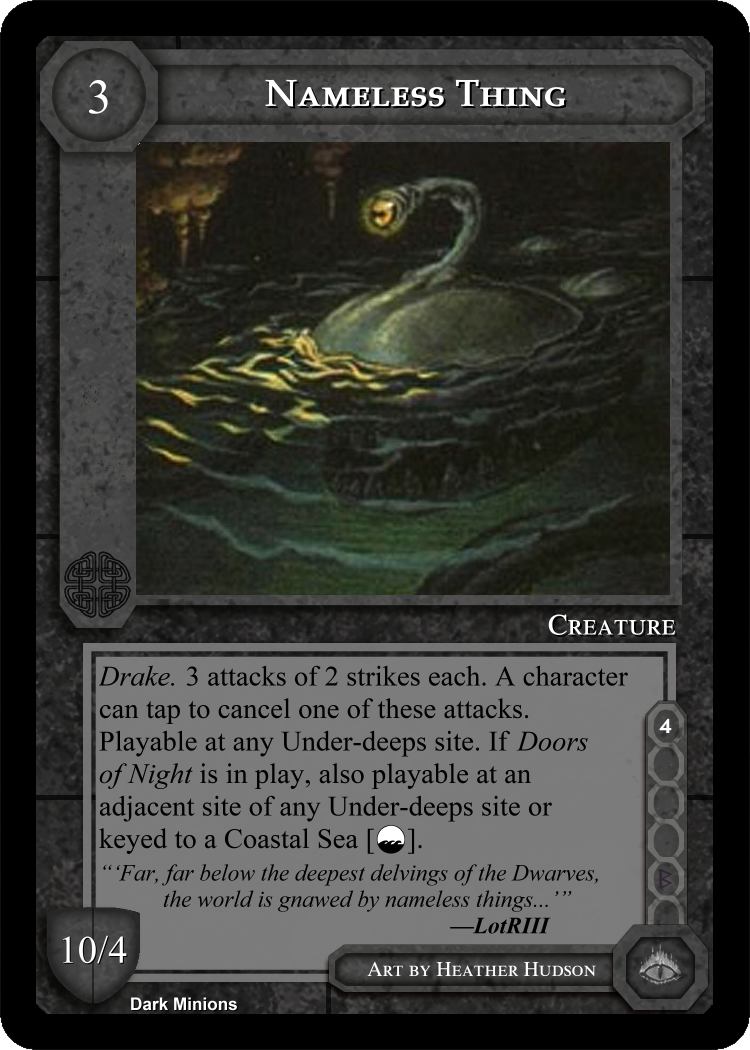 3
NAMELESS THING
CREATURE
Drake. 3 attacks of 2 strikes each. A character
can tap to cancel one of these attacks.
Playable at any Under-deeps site. If Doors
of Night is in play, also playable at an
adjacent site of any Under-deeps site or
keyed to a Coastal Sea [ ].
“‘Far, far below the deepest delvings of the Dwarves,
the world is gnawed by nameless things...’”
—LotRIII
4
B
10/4
ART BY HEATHER HUDSON
Dark Minions